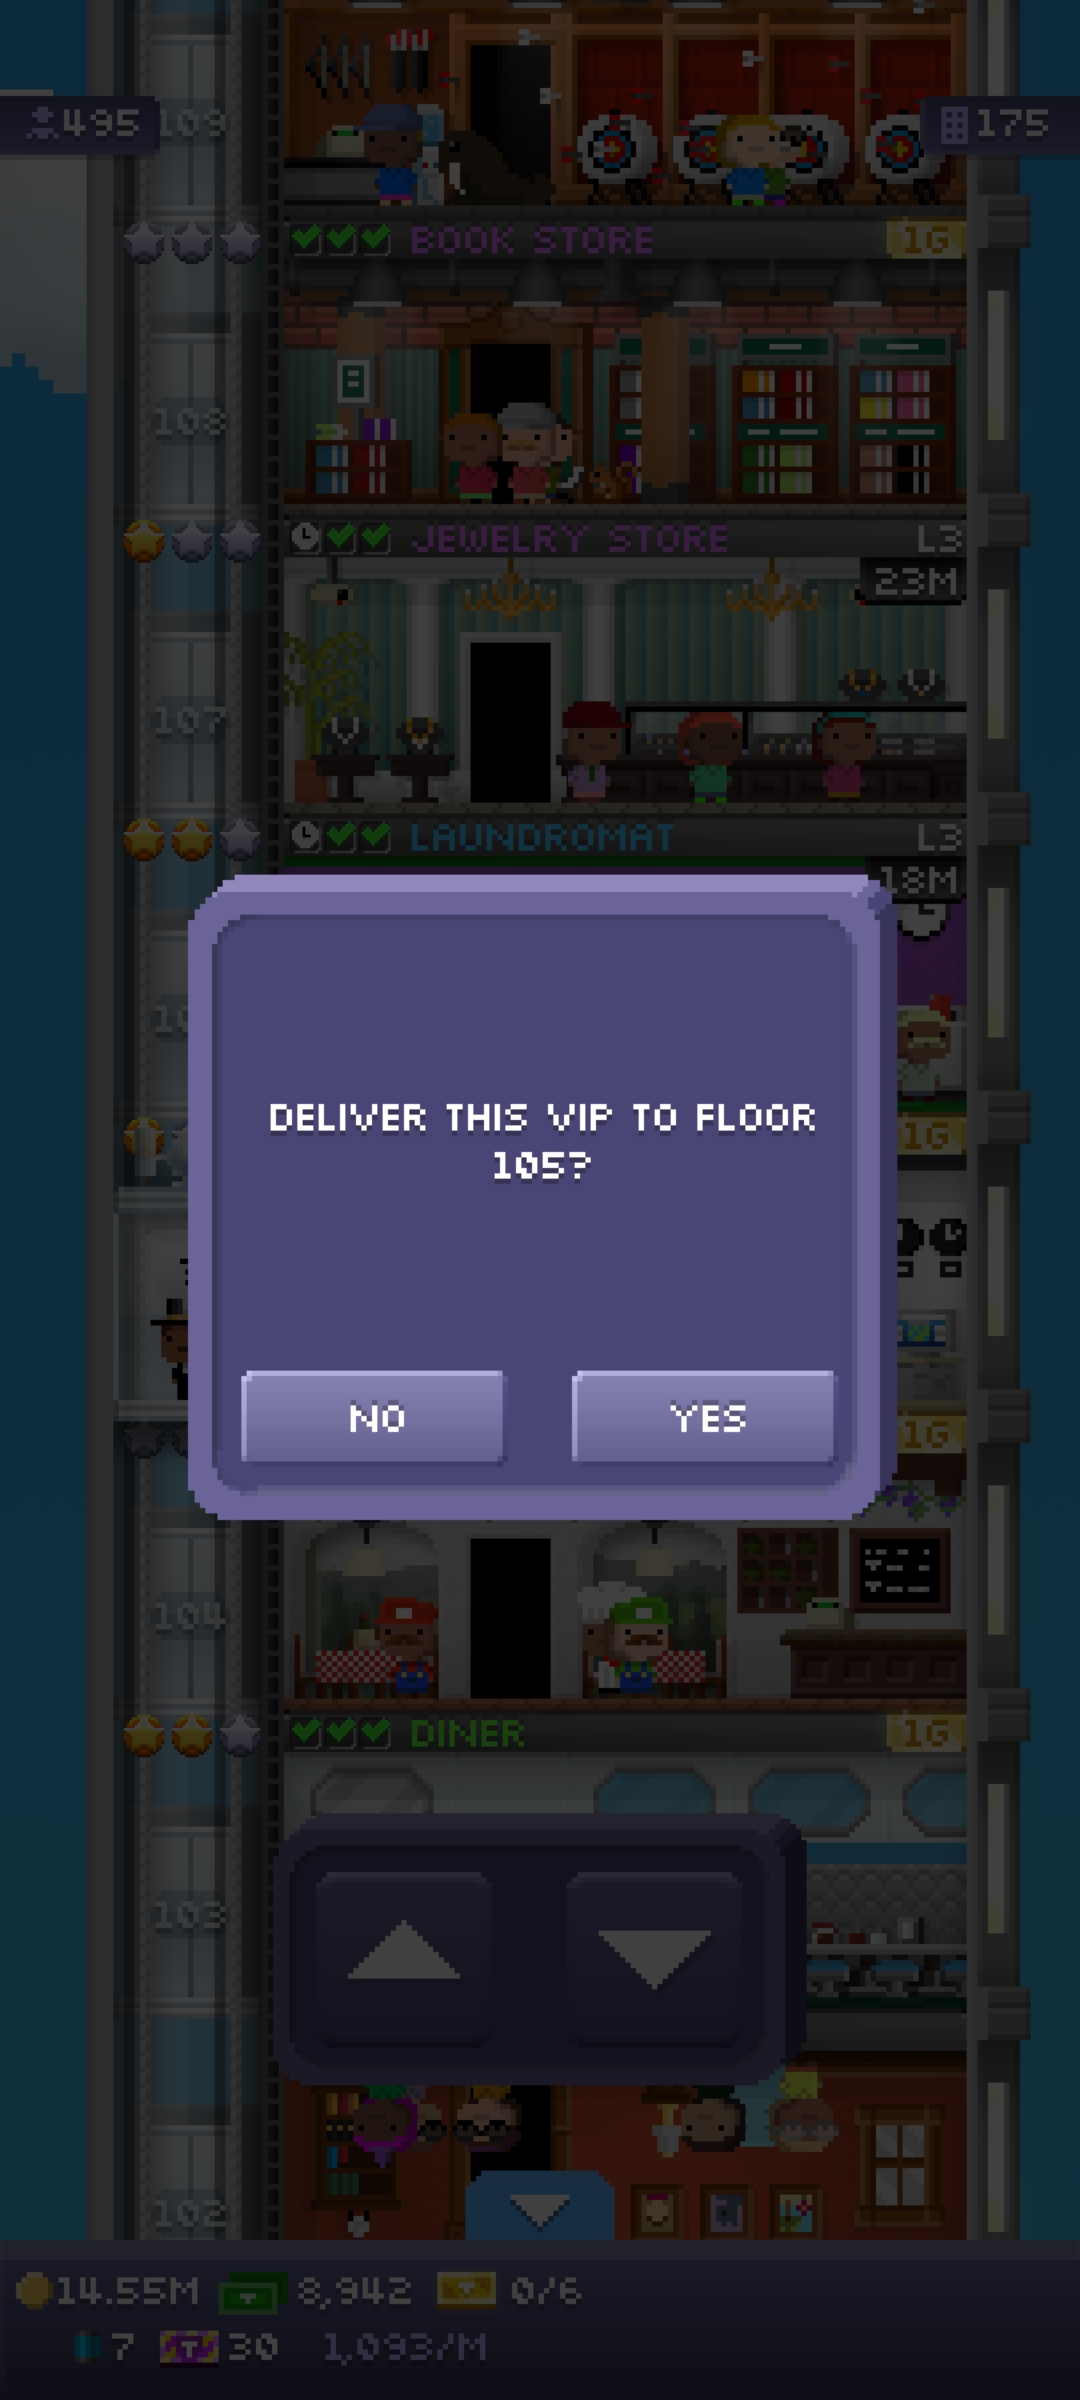 495
109
175
BOOK STORE
1G
108
JEWELRY STORE
L3
23M
107
LAUNDROMAT
L3
18M
DELIVER THIS VIP TO FLOOR
105?
1G
NO
YES
1G
104
DINER
1G
103
102
14.55M
8,942
0/6
7
30
1,093/M